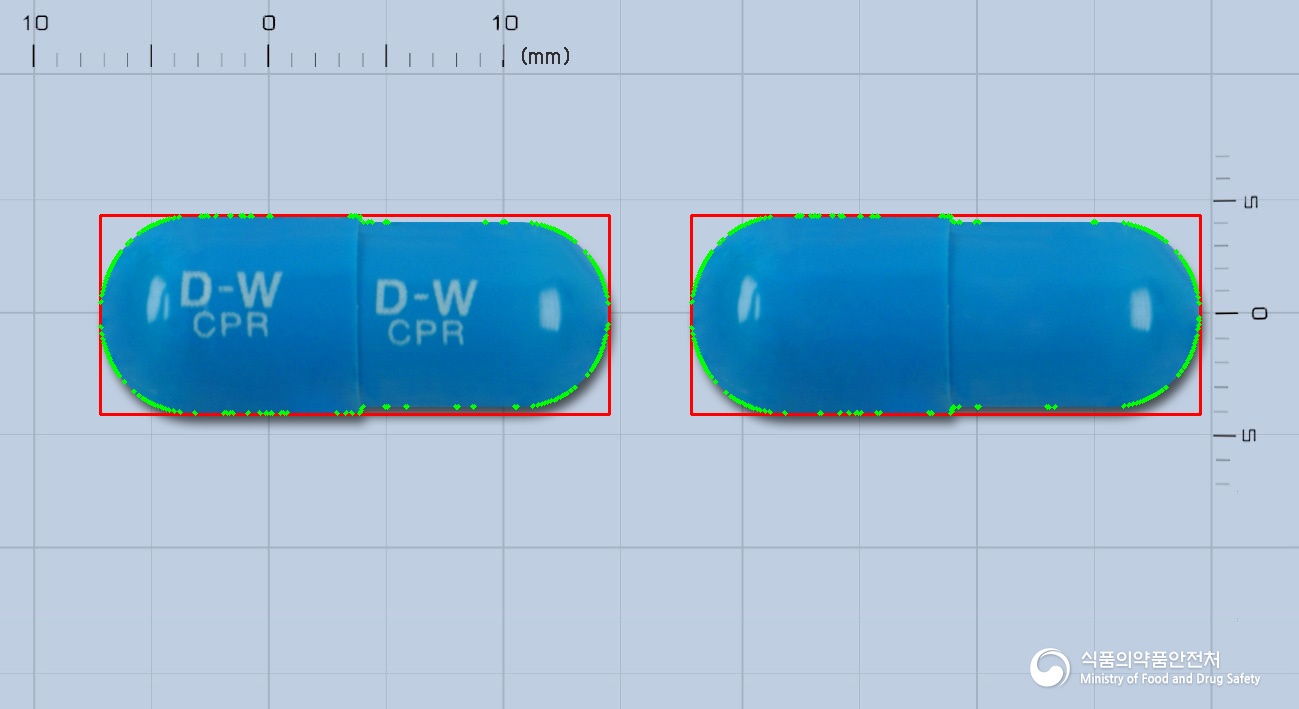 10 0 10
(mm)
D-W
CPR
D-W
CPR
5
0
5
식품의약품안전처
Ministry of Food and Drug Safety